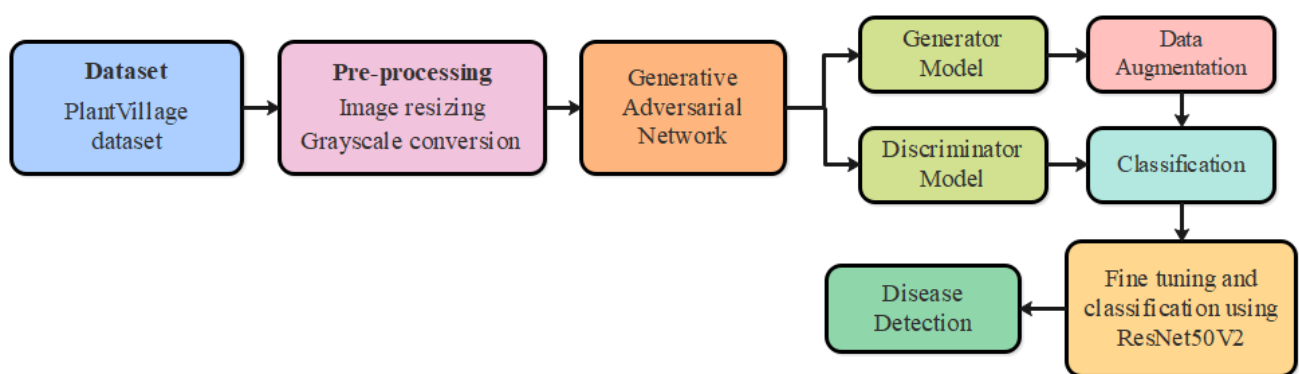 Dataset
PlantVillage
dataset
Pre-processing
Image resizing
Grayscale conversion
Generative
Adversarial
Network
Generator
Model
Data
Augmentation
Discriminator
Model
Classification
Fine tuning and
classification using
ResNet50V2
Disease
Detection